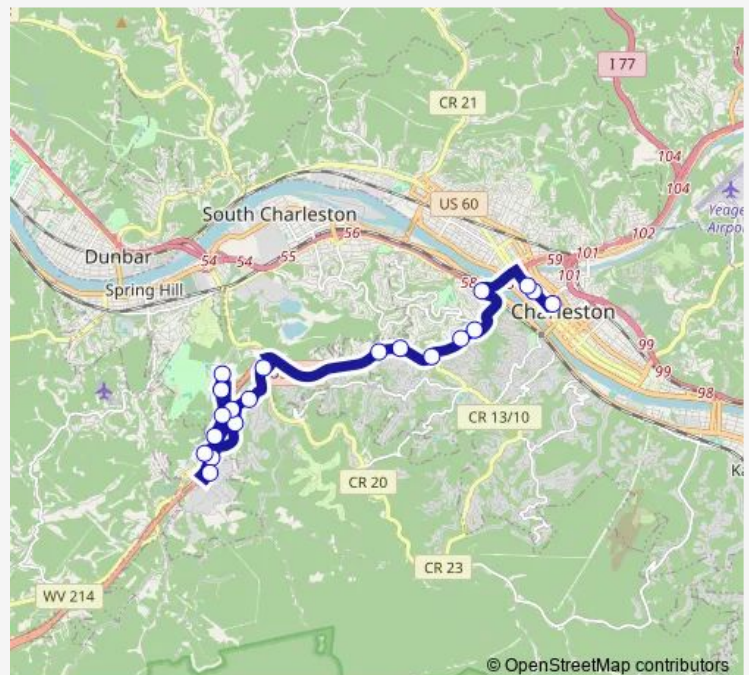 I 77
CR 21
104
104
South Charleston
US 60
56
102
Airpo
Dunbar
54
54
55
59
101
101
Spring Hill
58
Charleston
99
99
98
CR 13/10
CR 20
CR 23
WV 214
© OpenStreetMap contributors